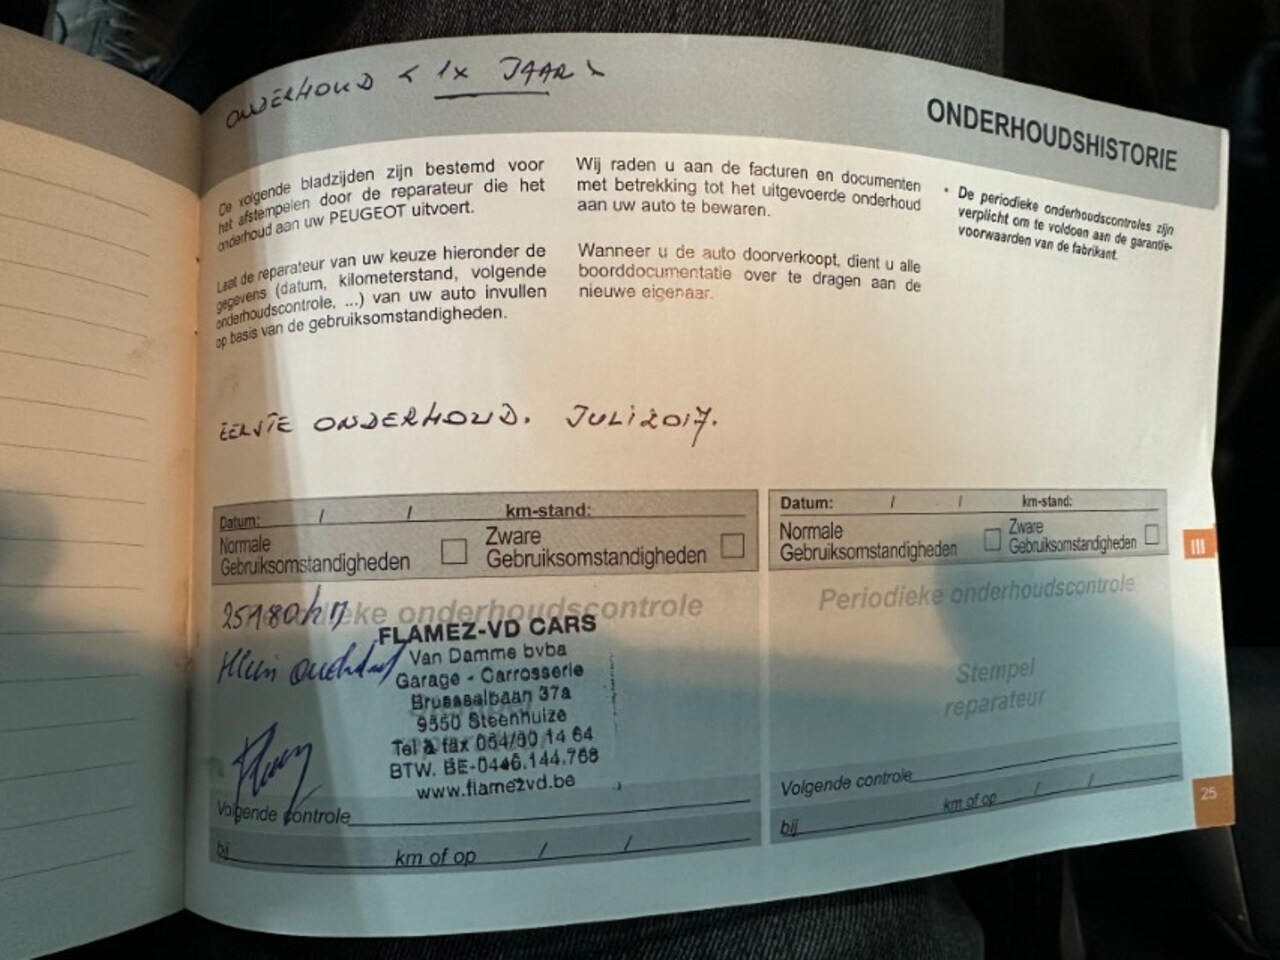 ONDERHOUD < 1X JAAR >
ONDERHOUDSHISTORIE
De volgende bladzijden zijn bestemd voor
het afstempelen door de reparateur die het
onderhoud aan uw PEUGEOT uitvoert.
Laat de reparateur van uw keuze hieronder de
gegevens (datum, kilometerstand, volgende
onderhoudscontrole, ...) van uw auto invullen
op basis van de gebruiksomstandigheden.
Wij raden u aan de facturen en documenten
met betrekking tot het uitgevoerde onderhoud
aan uw auto te bewaren.
Wanneer u de auto doorverkoopt, dient u alle
boorddocumentatie over te dragen aan de
nieuwe eigenaar.
* De periodieke onderhoudscontroles zijn
verplicht om te voldoen aan de garantie-
voorwaarden van de fabrikant.
EERSTE ONDERHOUD. JULI 2017.
Datum: / / km-stand:
Normale
Gebruiksomstandigheden
Zware
Gebruiksomstandigheden
25180 km
onderhoudscontrole
FLAMEZ-VD CARS
Van Damme bvba
Garage - Carrosserie
Brusselbaan 37a
9550 Steenhuize
Tel & fax 054/50 14 64
BTW. BE-0446.144.768
www.flamezvd.be
Volgende controle
bij km of op / /
Datum: / / km-stand:
Normale
Gebruiksomstandigheden
Zware
Gebruiksomstandigheden
Periodieke onderhoudscontrole
Stempel
reparateur
Volgende controle
bij km of op / /
III
25